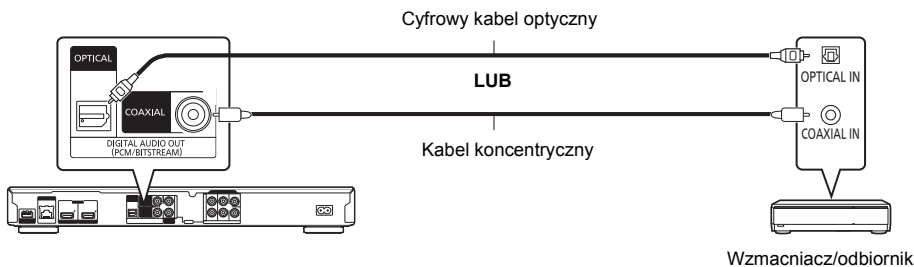 Cyfrowy kabel optyczny
OPTICAL
OPTICAL IN
LUB
COAXIAL
COAXIAL IN
DIGITAL AUDIO OUT
(PCM/BITSTREAM)
Kabel koncentryczny
Wzmacniacz/odbiornik